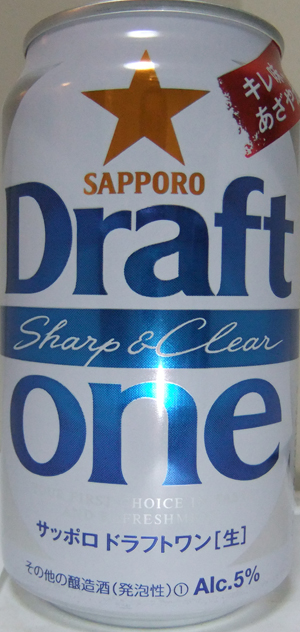 キレ味
あざや
SAPPORO
Draft
Sharp & Clear
one
CHOICE
サッポロ ドラフトワン[生]
その他の醸造酒(発泡性)① Alc.5%